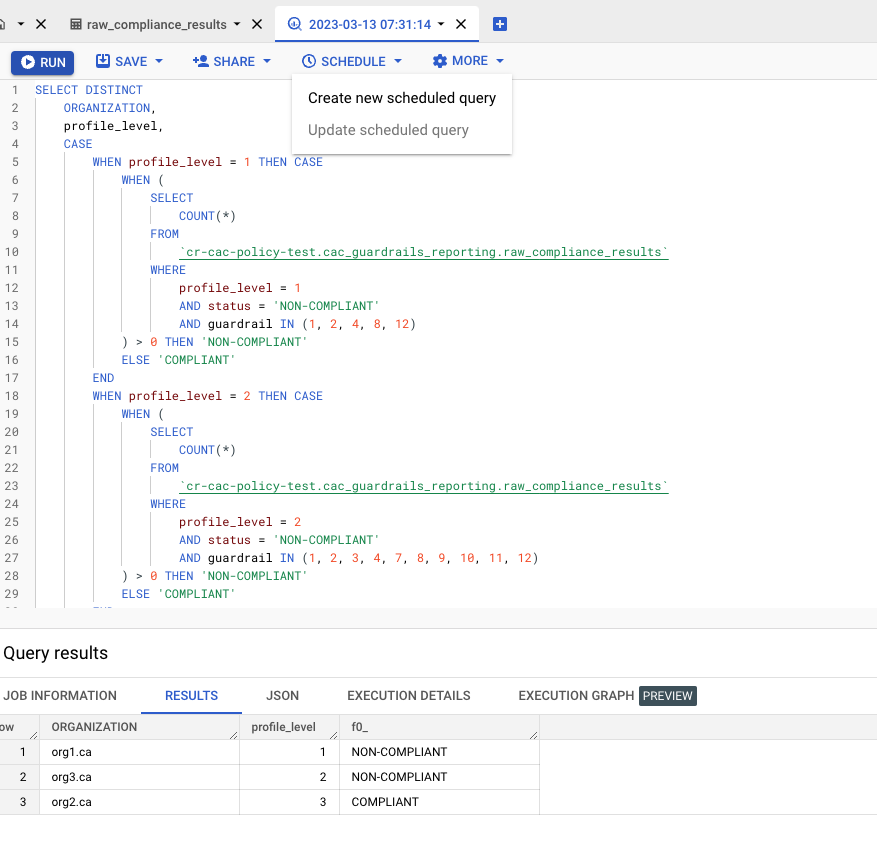 raw_compliance_results
2023-03-13 07:31:14
RUN SAVE SHARE SCHEDULE MORE
Create new scheduled query
Update scheduled query
1 SELECT DISTINCT
2 ORGANIZATION,
3 profile_level,
4 CASE
5 WHEN profile_level = 1 THEN CASE
6 WHEN (
7 SELECT
8 COUNT(*)
9 FROM
10 `cr-cac-policy-test.cac_guardrails_reporting.raw_compliance_results`
11 WHERE
12 profile_level = 1
13 AND status = 'NON-COMPLIANT'
14 AND guardrail IN (1, 2, 4, 8, 12)
15 ) > 0 THEN 'NON-COMPLIANT'
16 ELSE 'COMPLIANT'
17 END
18 WHEN profile_level = 2 THEN CASE
19 WHEN (
20 SELECT
21 COUNT(*)
22 FROM
23 `cr-cac-policy-test.cac_guardrails_reporting.raw_compliance_results`
24 WHERE
25 profile_level = 2
26 AND status = 'NON-COMPLIANT'
27 AND guardrail IN (1, 2, 3, 4, 7, 8, 9, 10, 11, 12)
28 ) > 0 THEN 'NON-COMPLIANT'
29 ELSE 'COMPLIANT'
Query results
JOB INFORMATION RESULTS JSON EXECUTION DETAILS EXECUTION GRAPH PREVIEW
ow ORGANIZATION profile_level f0_
1 org1.ca 1 NON-COMPLIANT
2 org3.ca 2 NON-COMPLIANT
3 org2.ca 3 COMPLIANT